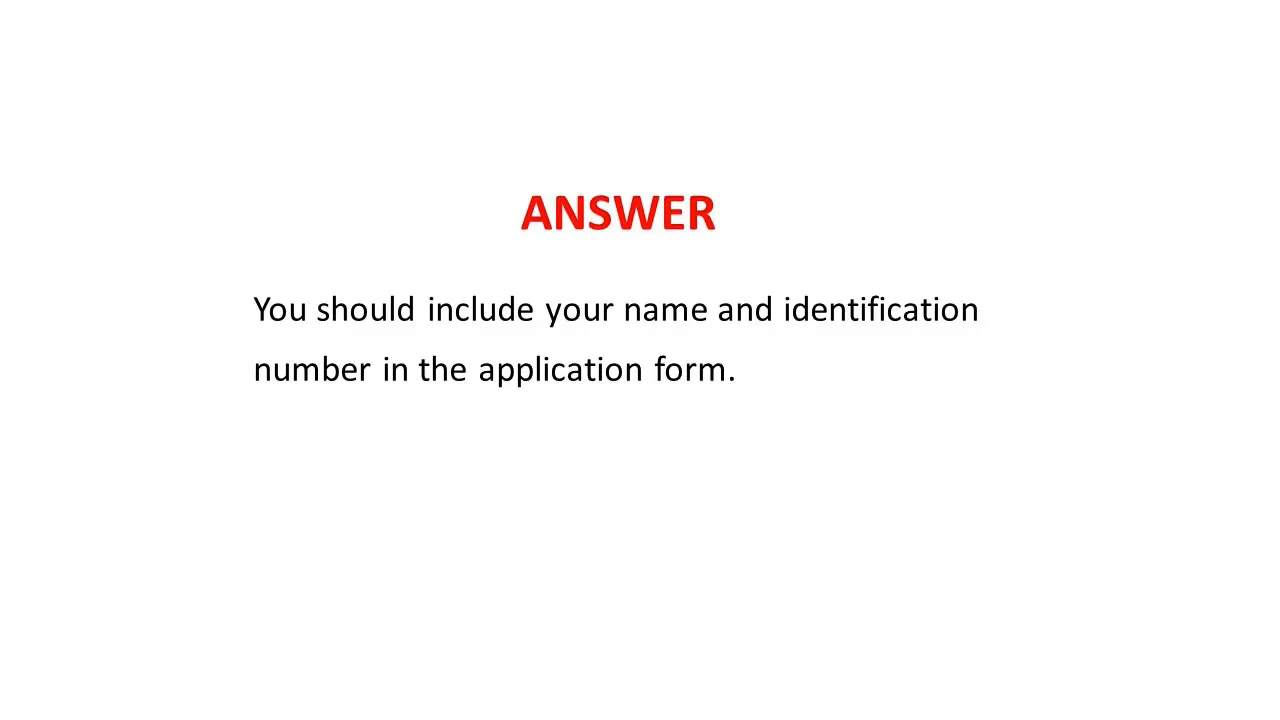 ANSWER
You should include your name and identification
number in the application form.